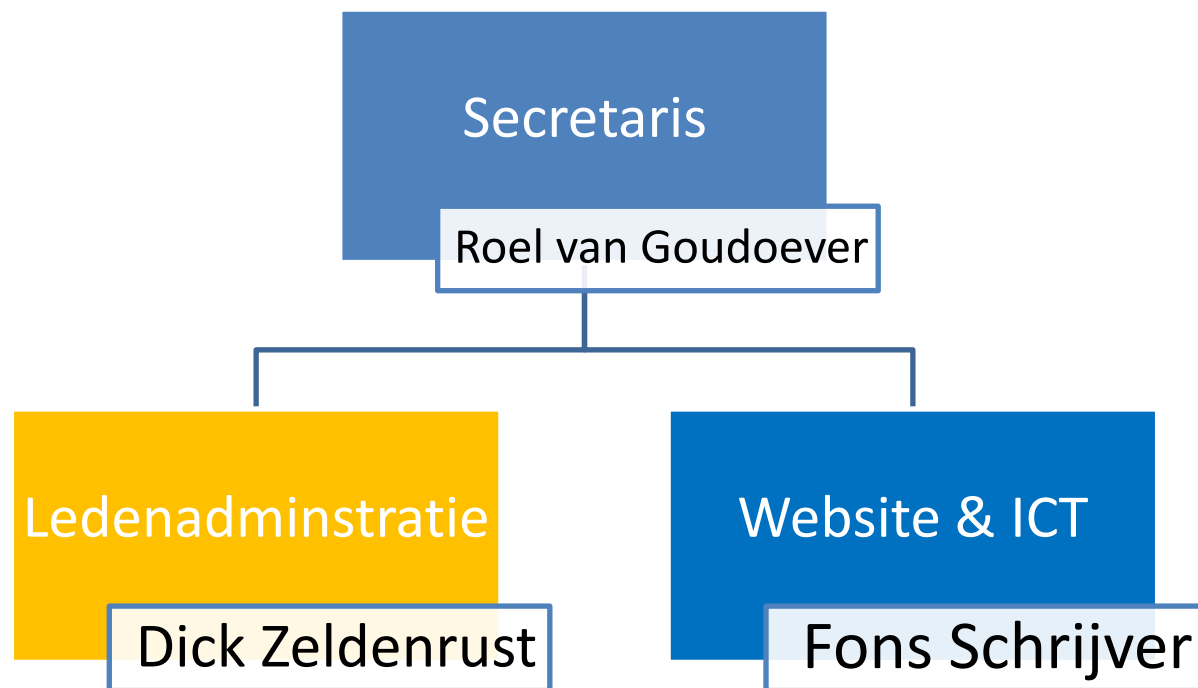 Secretaris
Roel van Goudoever
Ledenadminstratie
Dick Zeldenrust
Website & ICT
Fons Schrijver